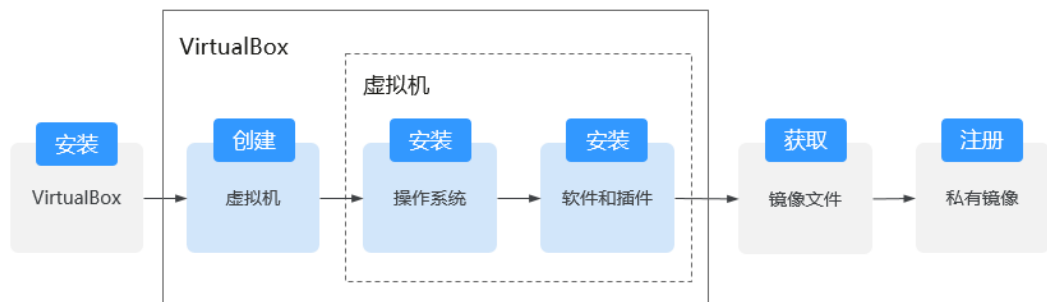 VirtualBox
虚拟机
安装
VirtualBox
创建
虚拟机
安装
操作系统
安装
软件和插件
获取
镜像文件
注册
私有镜像